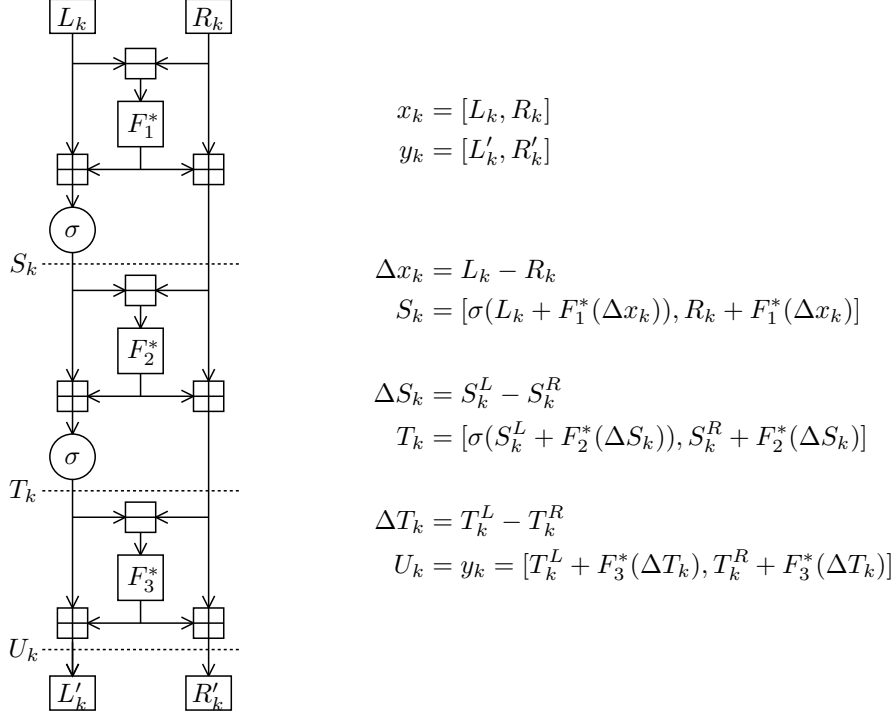 L_k R_k
F_1^*
σ
S_k
F_2^*
σ
T_k
F_3^*
U_k
L'_k R'_k
x_k = [L_k, R_k]
y_k = [L'_k, R'_k]
Δx_k = L_k − R_k
S_k = [σ(L_k + F_1^*(Δx_k)), R_k + F_1^*(Δx_k)]
ΔS_k = S_k^L − S_k^R
T_k = [σ(S_k^L + F_2^*(ΔS_k)), S_k^R + F_2^*(ΔS_k)]
ΔT_k = T_k^L − T_k^R
U_k = y_k = [T_k^L + F_3^*(ΔT_k), T_k^R + F_3^*(ΔT_k)]